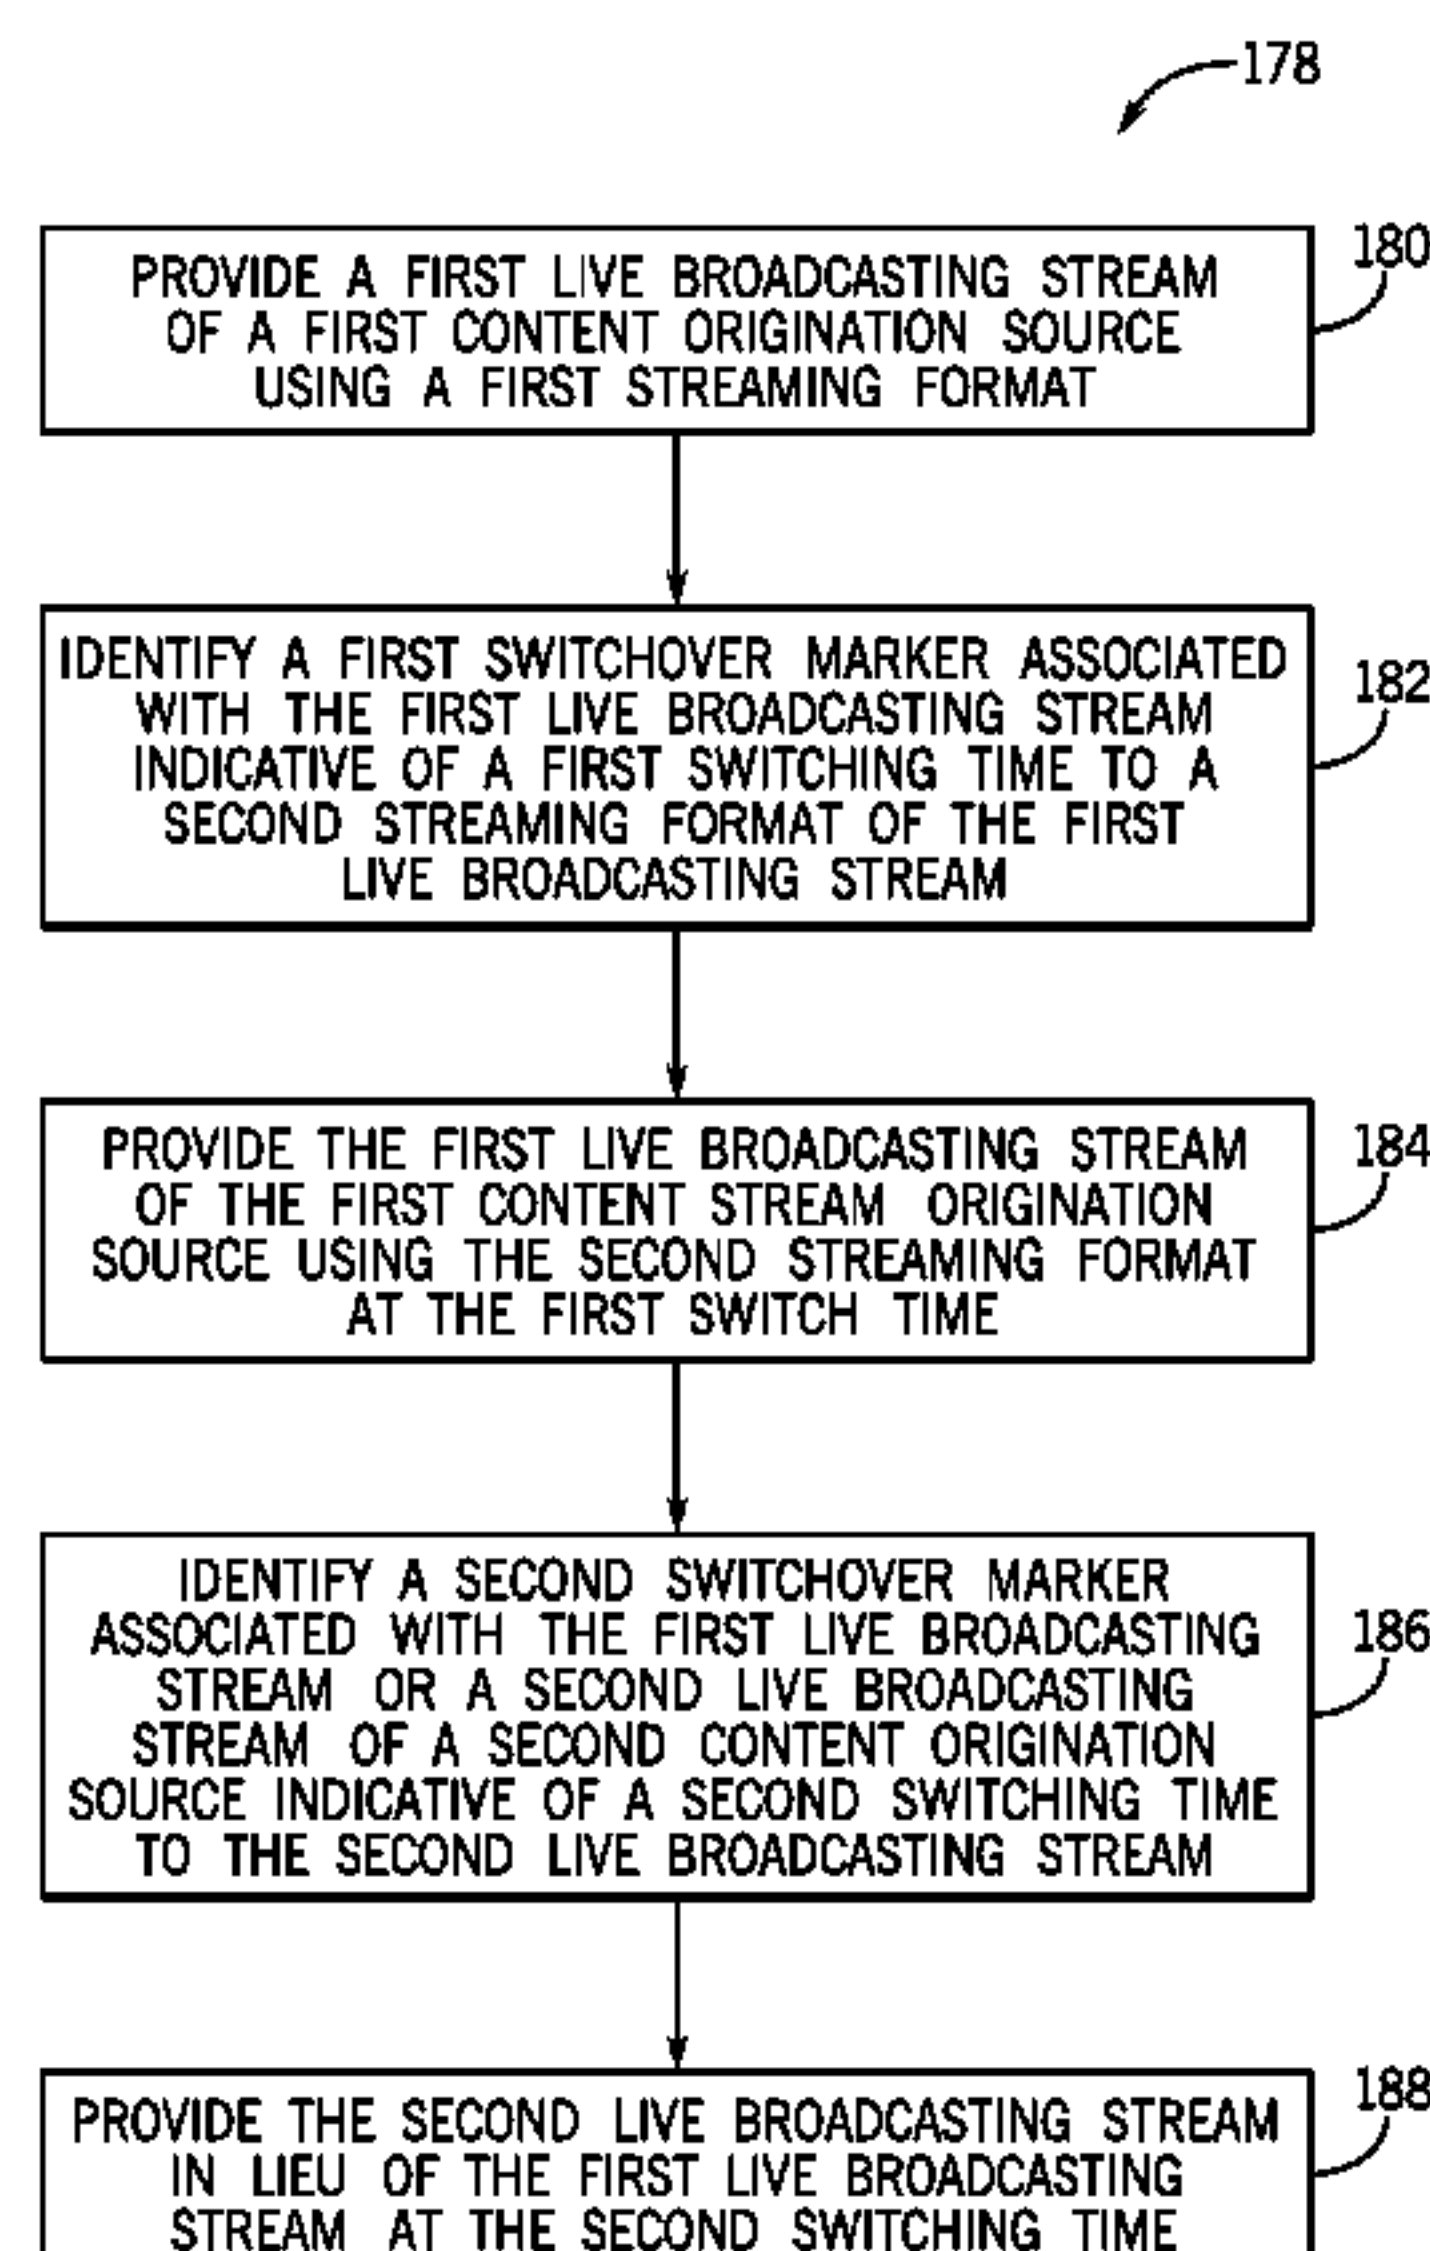 178
180
PROVIDE A FIRST LIVE BROADCASTING STREAM
OF A FIRST CONTENT ORIGINATION SOURCE
USING A FIRST STREAMING FORMAT
IDENTIFY A FIRST SWITCHOVER MARKER ASSOCIATED
WITH THE FIRST LIVE BROADCASTING STREAM
INDICATIVE OF A FIRST SWITCHING TIME TO A
SECOND STREAMING FORMAT OF THE FIRST
LIVE BROADCASTING STREAM
182
PROVIDE THE FIRST LIVE BROADCASTING STREAM
OF THE FIRST CONTENT STREAM ORIGINATION
SOURCE USING THE SECOND STREAMING FORMAT
AT THE FIRST SWITCH TIME
184
IDENTIFY A SECOND SWITCHOVER MARKER
ASSOCIATED WITH THE FIRST LIVE BROADCASTING
STREAM OR A SECOND LIVE BROADCASTING
STREAM OF A SECOND CONTENT ORIGINATION
SOURCE INDICATIVE OF A SECOND SWITCHING TIME
TO THE SECOND LIVE BROADCASTING STREAM
186
PROVIDE THE SECOND LIVE BROADCASTING STREAM
IN LIEU OF THE FIRST LIVE BROADCASTING
STREAM AT THE SECOND SWITCHING TIME
188